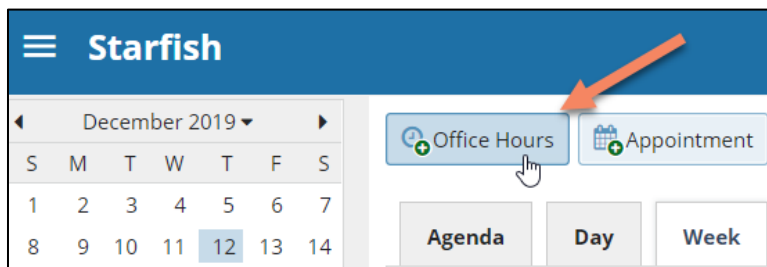 Starfish
December 2019
S M T W T F S
1 2 3 4 5 6 7
8 9 10 11 12 13 14
Office Hours
Appointment
Agenda
Day
Week